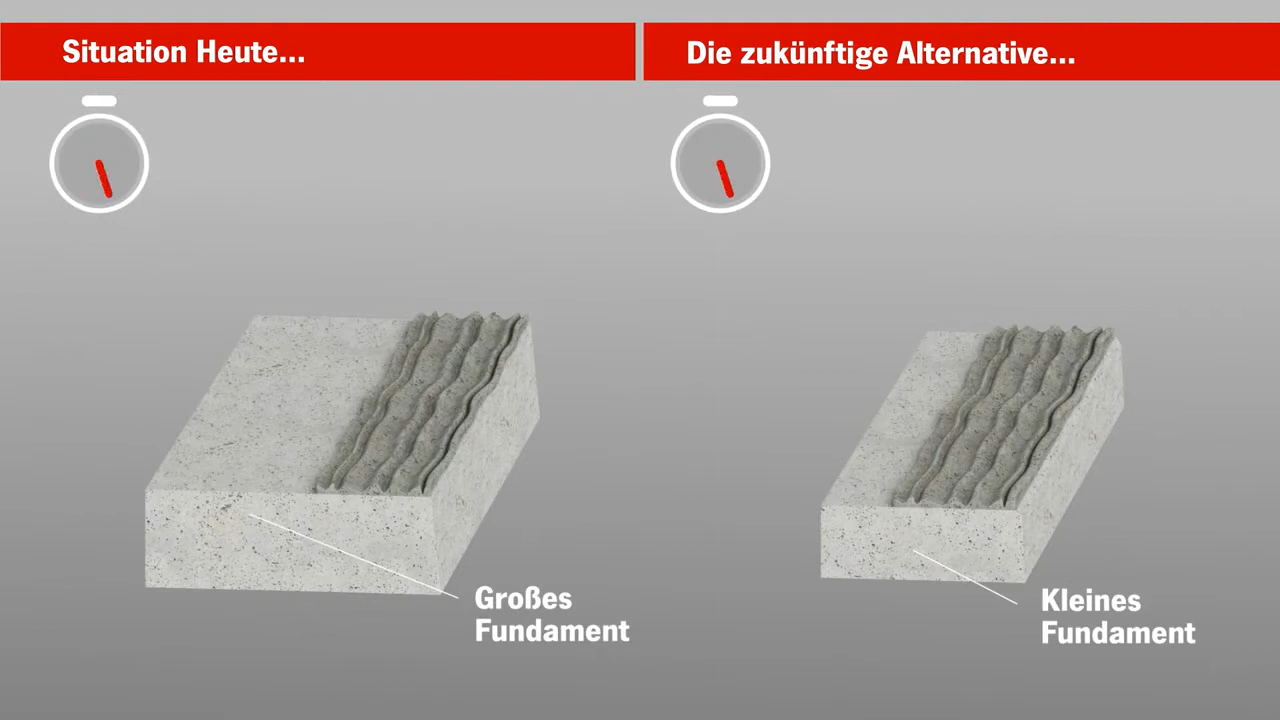 Situation Heute...
Die zukünftige Alternative...
Großes
Fundament
Kleines
Fundament